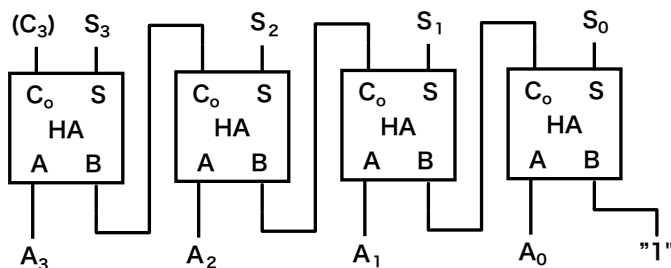 (C₃) S₃ S₂ S₁ S₀
Cₒ S Cₒ S Cₒ S Cₒ S
HA HA HA HA
A B A B A B A B
A₃ A₂ A₁ A₀ "1"